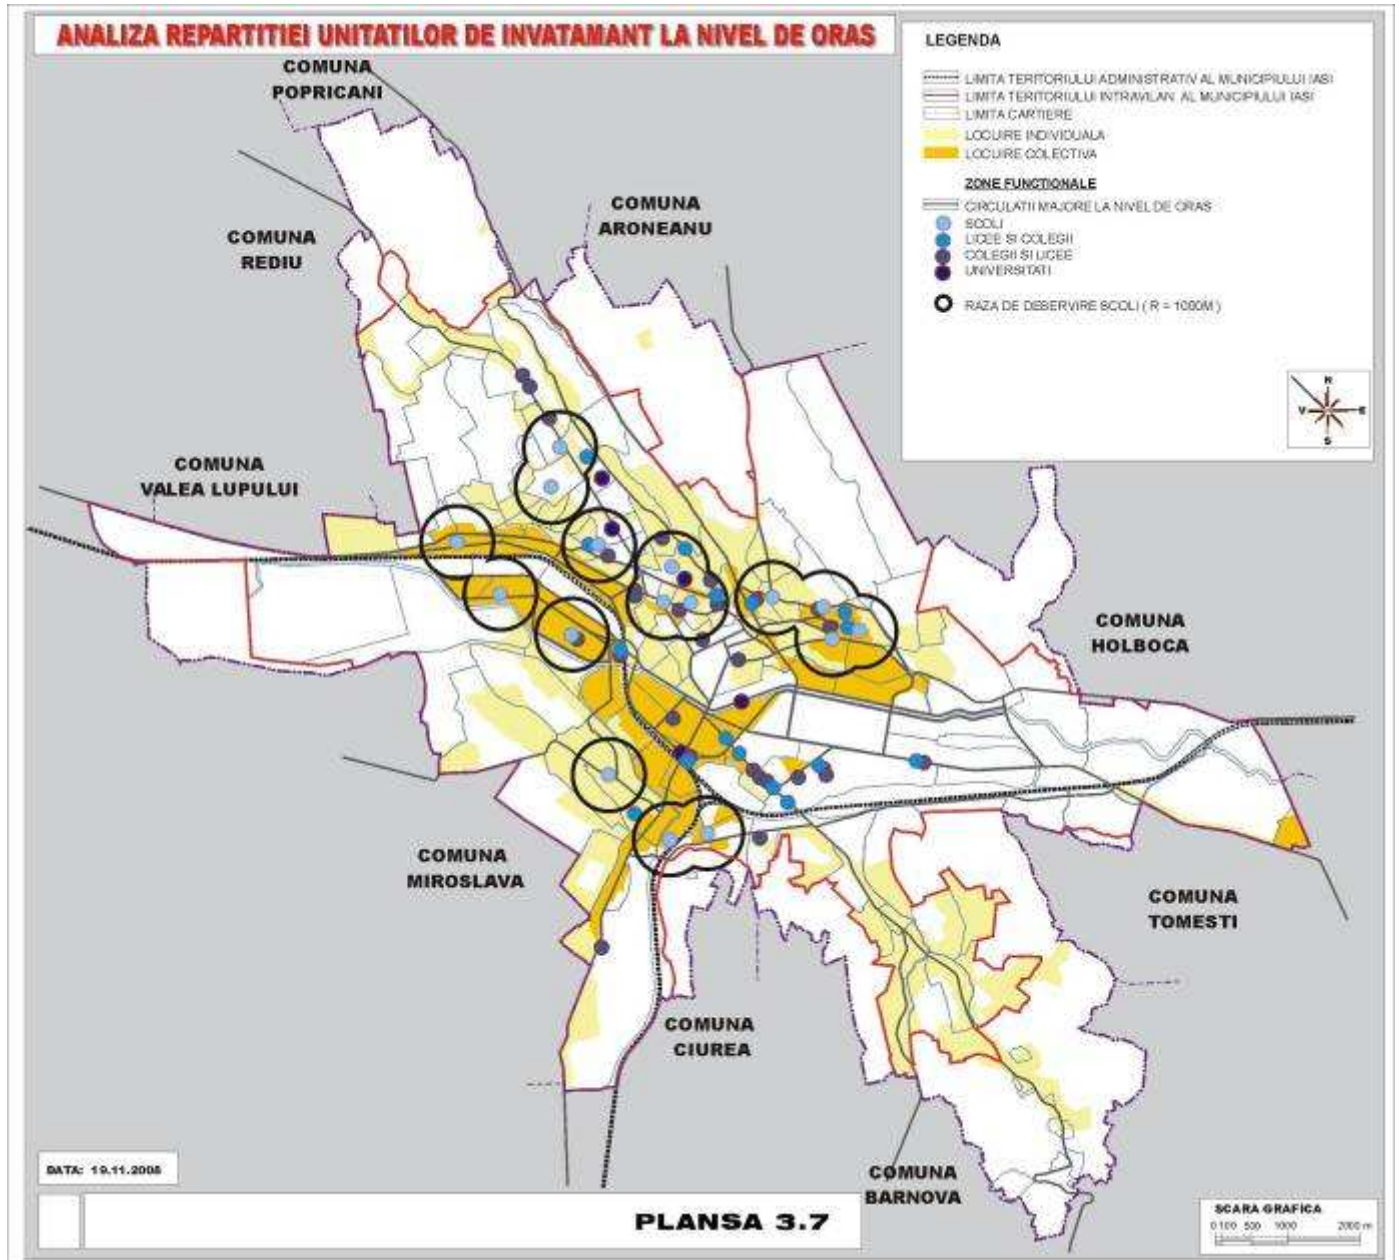 ANALIZA REPARTITIEI UNITATILOR DE INVATAMANT LA NIVEL DE ORAS
LEGENDA
LIMITA TERITORIULUI ADMINISTRATIV AL MUNICIPIULUI IASI
LIMITA TERITORIULUI INTRAVILAN AL MUNICIPIULUI IASI
LIMITA CARTIERE
LOCUIRE INDIVIDUALA
LOCUIRE COLECTIVA
ZONE FUNCTIONALE
CIRCULATII MAJORE LA NIVEL DE ORAS
SCOLI
LICEE SI COLEGII
COLEGII SI LICEE
UNIVERSITATI
RAZA DE DESERVIRE SCOLI ( R = 1000M )
N
V E
S
COMUNA
POPRICANI
COMUNA
ARONEANU
COMUNA
REDIU
COMUNA
VALEA LUPULUI
COMUNA
HOLBOCA
COMUNA
MIROSLAVA
COMUNA
TOMESTI
COMUNA
CIUREA
COMUNA
BARNOVA
DATA: 19.11.2008
PLANSA 3.7
SCARA GRAFICA
0 100 500 1000 2000 m